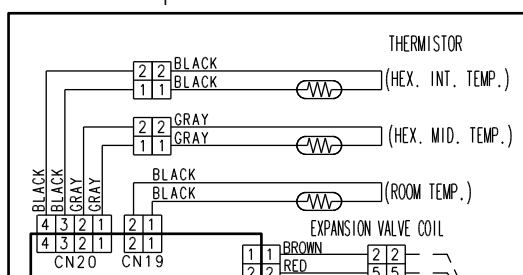 THERMISTOR
BLACK
2 2
BLACK
1 1
(HEX. INT. TEMP.)
GRAY
2 2
GRAY
1 1
(HEX. MID. TEMP.)
BLACK
BLACK
(ROOM TEMP.)
BLACK
BLACK
GRAY
GRAY
4 3 2 1
2 1
4 3 2 1
2 1
CN20
CN19
EXPANSION VALVE COIL
BROWN
1 1
2 2
RED
2 2
5 5